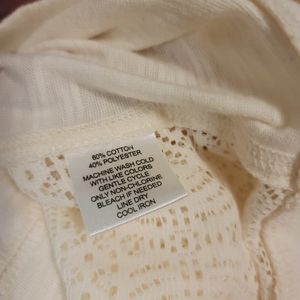 60% COTTON
40% POLYESTER
MACHINE WASH COLD
WITH LIKE COLORS
GENTLE CYCLE
ONLY NON-CHLORINE
BLEACH IF NEEDED
LINE DRY
COOL IRON